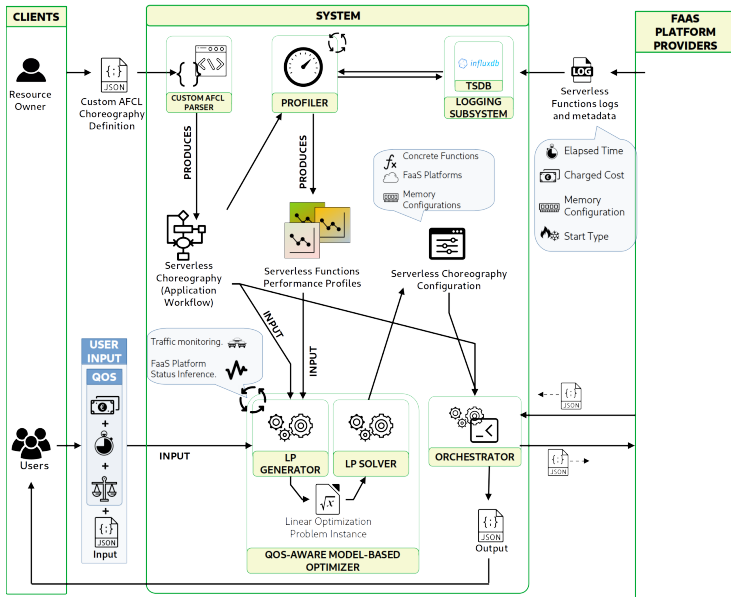 CLIENTS
SYSTEM
FAAS
PLATFORM
PROVIDERS
Resource
Owner
{;}
JSON
Custom AFCL
Choreography
Definition
CUSTOM AFCL
PARSER
PROFILER
influxdb
TSDB
LOGGING
SUBSYSTEM
LOG
Serverless
Functions logs
and metadata
PRODUCES
PRODUCES
Elapsed Time
Charged Cost
Memory
Configuration
Start Type
fx
Concrete Functions
FaaS Platforms
Memory
Configurations
Serverless
Choreography
(Application
Workflow)
Serverless Functions
Performance Profiles
Serverless Choreography
Configuration
INPUT
INPUT
Traffic monitoring.
FaaS Platform
Status Inference.
USER
INPUT
QOS
+
+
+
{;}
JSON
Input
Users
INPUT
LP
GENERATOR
LP SOLVER
√x
Linear Optimization
Problem Instance
QOS-AWARE MODEL-BASED
OPTIMIZER
ORCHESTRATOR
{;}
JSON
{;}
JSON
{;}
JSON
Output